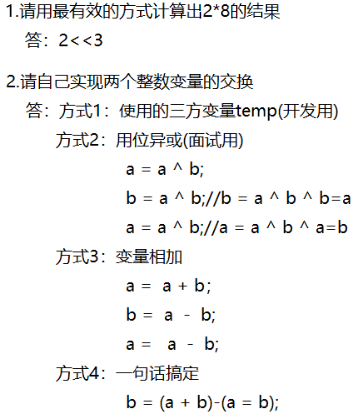 1.请用最有效的方式计算出2*8的结果
答：2<<3
2.请自己实现两个整数变量的交换
答：方式1：使用的三方变量temp(开发用)
方式2：用位异或(面试用)
a = a ^ b;
b = a ^ b;//b = a ^ b ^ b=a
a = a ^ b;//a = a ^ b ^ a=b
方式3：变量相加
a = a + b;
b = a - b;
a = a - b;
方式4：一句话搞定
b = (a + b)-(a = b);